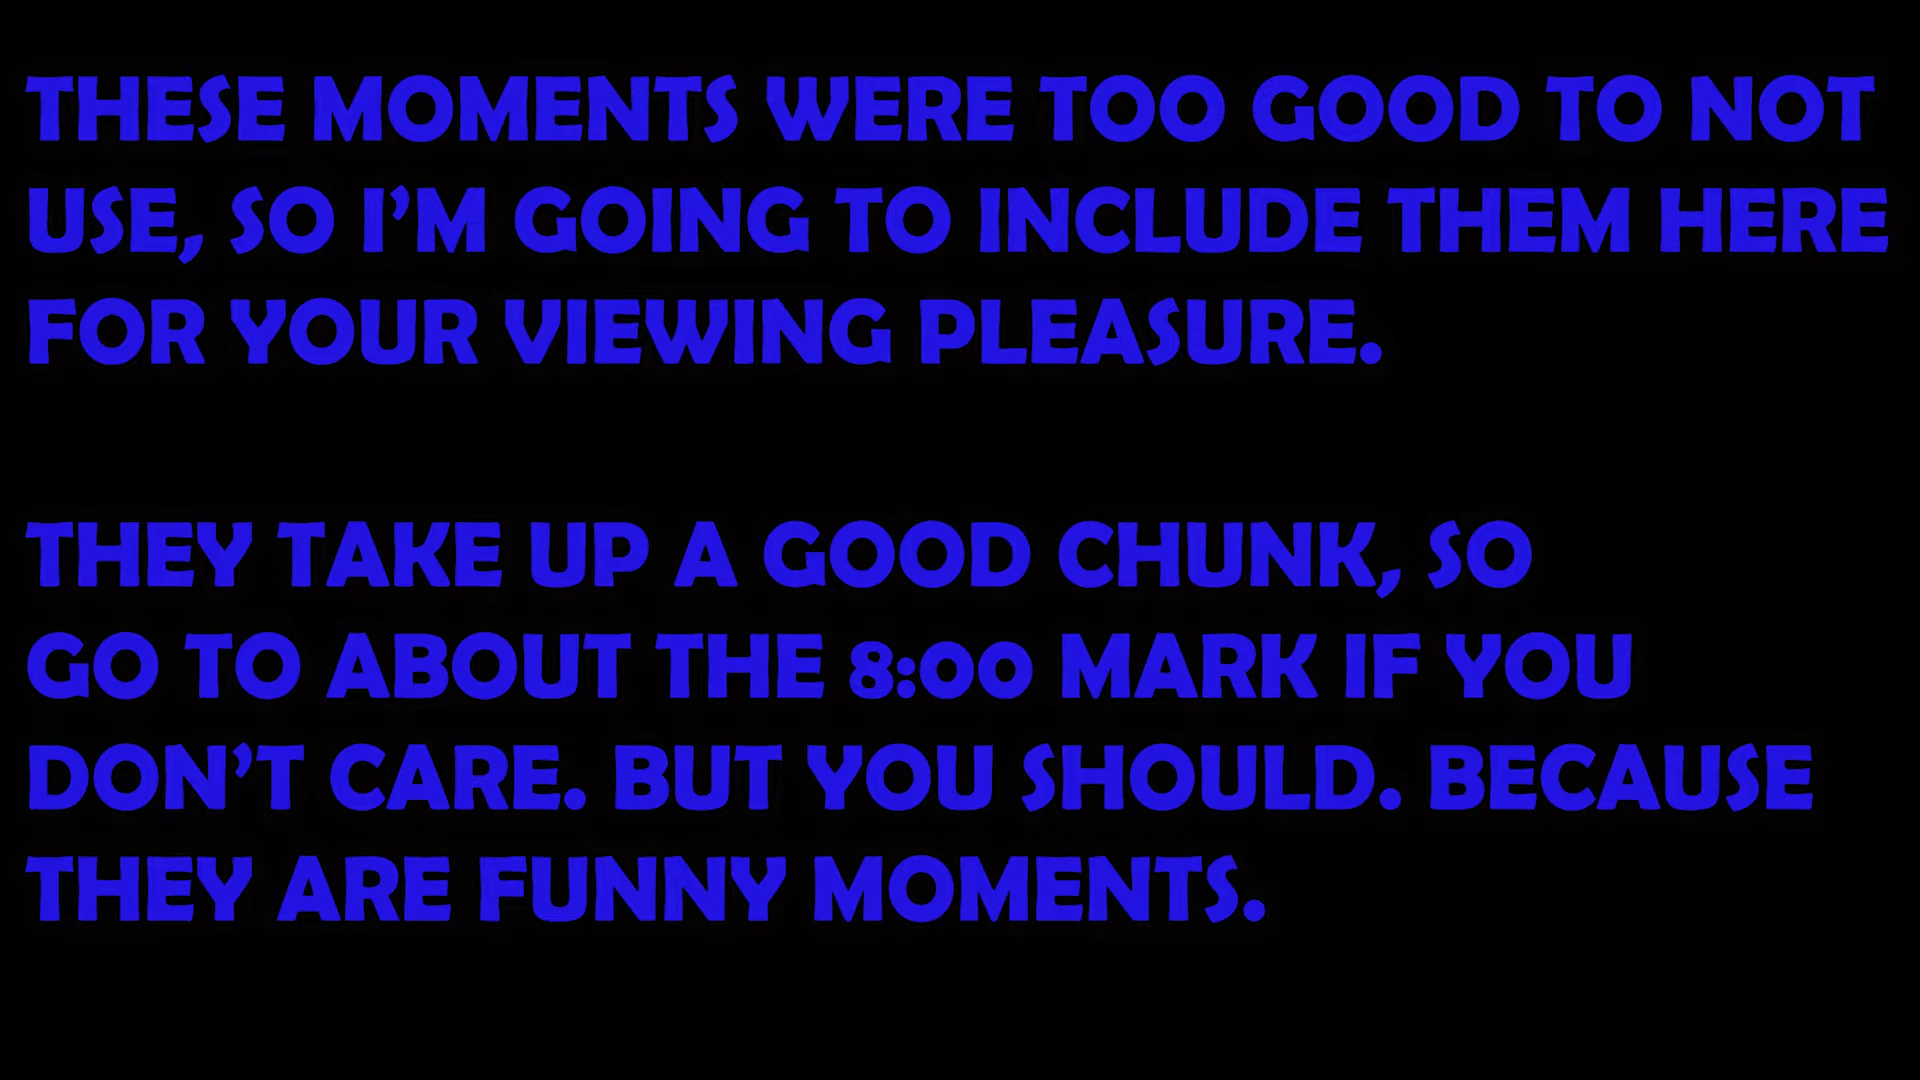 THESE MOMENTS WERE TOO GOOD TO NOT
USE, SO I’M GOING TO INCLUDE THEM HERE
FOR YOUR VIEWING PLEASURE.
THEY TAKE UP A GOOD CHUNK, SO
GO TO ABOUT THE 8:00 MARK IF YOU
DON’T CARE. BUT YOU SHOULD. BECAUSE
THEY ARE FUNNY MOMENTS.